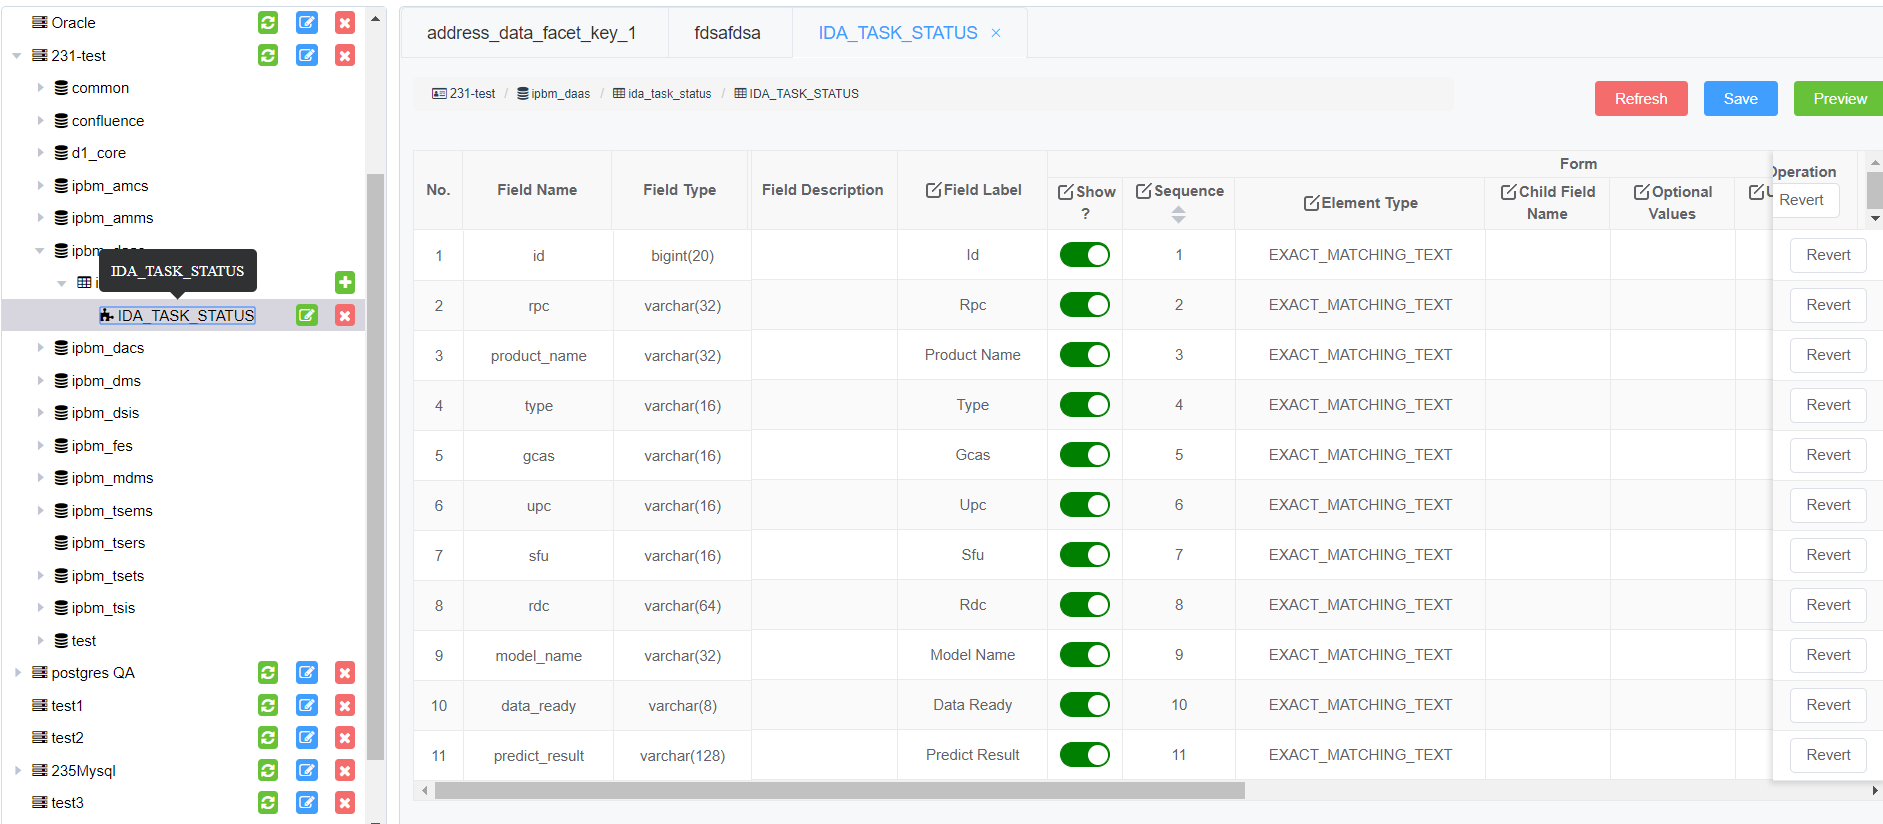 Oracle
231-test
common
confluence
d1_core
ipbm_amcs
ipbm_amms
IDA_TASK_STATUS
IDA_TASK_STATUS
ipbm_dacs
ipbm_dms
ipbm_dsis
ipbm_fes
ipbm_mdms
ipbm_tsems
ipbm_tsers
ipbm_tsets
ipbm_tsis
test
postgres QA
test1
test2
235Mysql
test3
address_data_facet_key_1 fdsafdsa IDA_TASK_STATUS ×
231-test / ipbm_daas / ida_task_status / IDA_TASK_STATUS
Refresh Save Preview
No. Field Name Field Type Field Description Field Label Form Operation
Show ? Sequence Element Type Child Field Name Optional Values Revert
1 id bigint(20) Id 1 EXACT_MATCHING_TEXT Revert
2 rpc varchar(32) Rpc 2 EXACT_MATCHING_TEXT Revert
3 product_name varchar(32) Product Name 3 EXACT_MATCHING_TEXT Revert
4 type varchar(16) Type 4 EXACT_MATCHING_TEXT Revert
5 gcas varchar(16) Gcas 5 EXACT_MATCHING_TEXT Revert
6 upc varchar(16) Upc 6 EXACT_MATCHING_TEXT Revert
7 sfu varchar(16) Sfu 7 EXACT_MATCHING_TEXT Revert
8 rdc varchar(64) Rdc 8 EXACT_MATCHING_TEXT Revert
9 model_name varchar(32) Model Name 9 EXACT_MATCHING_TEXT Revert
10 data_ready varchar(8) Data Ready 10 EXACT_MATCHING_TEXT Revert
11 predict_result varchar(128) Predict Result 11 EXACT_MATCHING_TEXT Revert